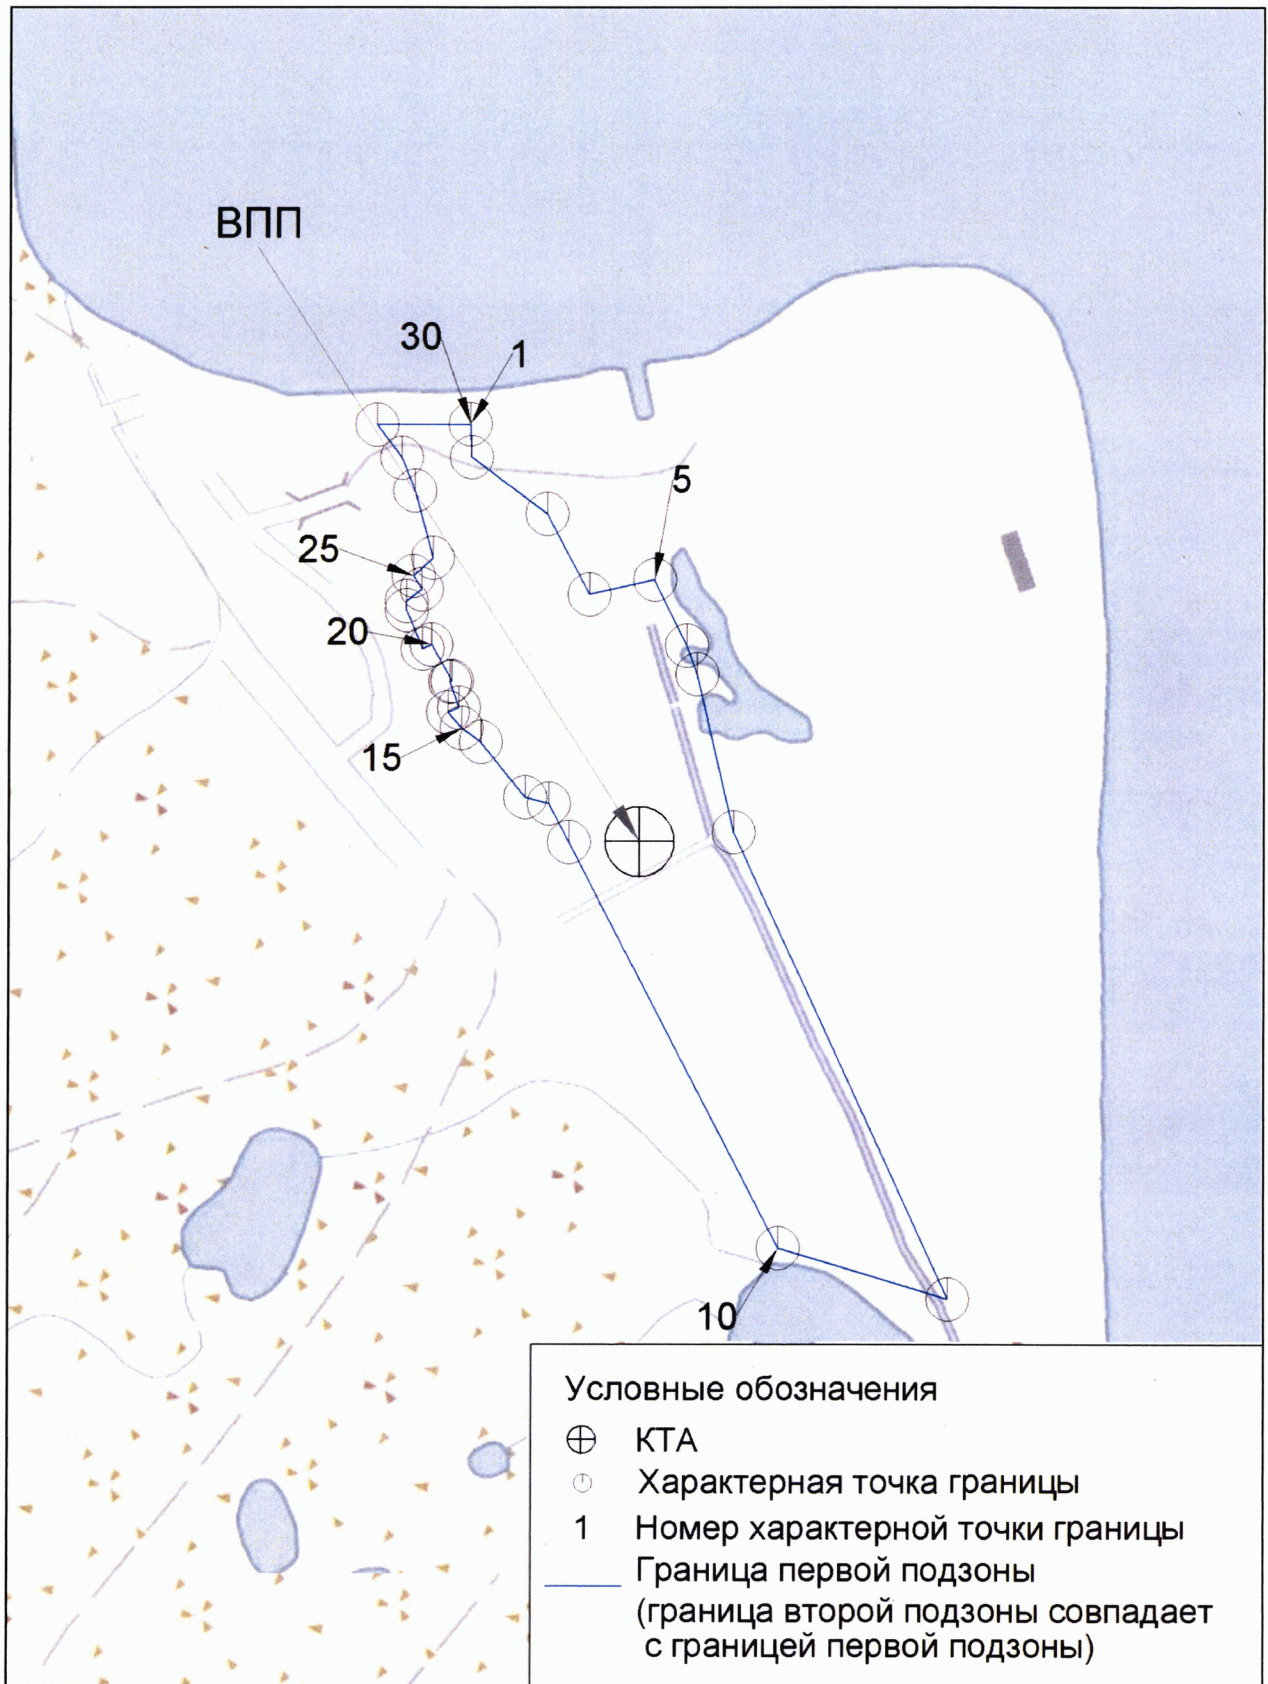 ВПП
30
1
5
25
20
15
10
Условные обозначения
КТА
Характерная точка границы
1 Номер характерной точки границы
Граница первой подзоны
(граница второй подзоны совпадает
с границей первой подзоны)